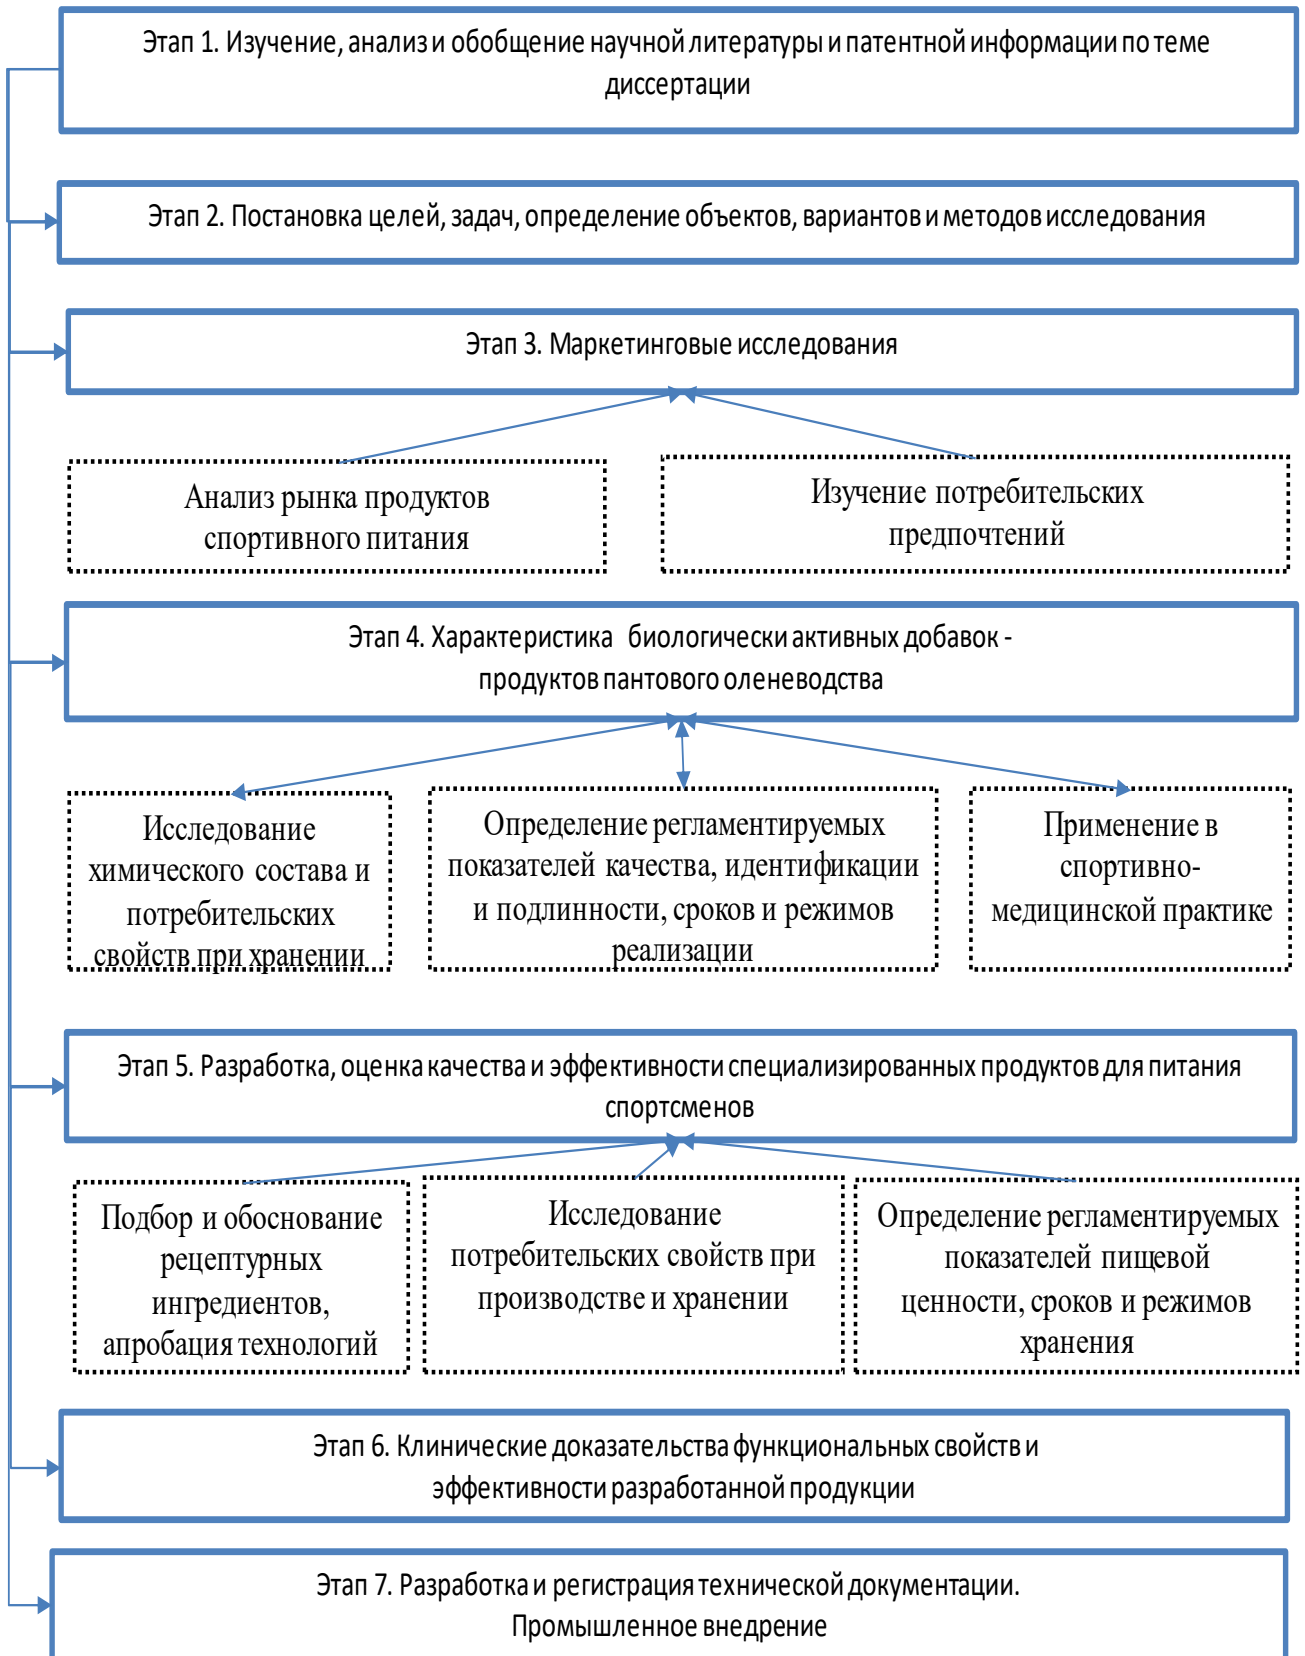 Этап 1. Изучение, анализ и обобщение научной литературы и патентной информации по теме
диссертации
Этап 2. Постановка целей, задач, определение объектов, вариантов и методов исследования
Этап 3. Маркетинговые исследования
Анализ рынка продуктов
спортивного питания
Изучение потребительских
предпочтений
Этап 4. Характеристика биологически активных добавок -
продуктов пантового оленеводства
Исследование
химического состава и
потребительских
свойств при хранении
Определение регламентируемых
показателей качества, идентификации
и подлинности, сроков и режимов
реализации
Применение в
спортивно-
медицинской практике
Этап 5. Разработка, оценка качества и эффективности специализированных продуктов для питания
спортсменов
Подбор и обоснование
рецептурных
ингредиентов,
апробация технологий
Исследование
потребительских свойств при
производстве и хранении
Определение регламентируемых
показателей пищевой
ценности, сроков и режимов
хранения
Этап 6. Клинические доказательства функциональных свойств и
эффективности разработанной продукции
Этап 7. Разработка и регистрация технической документации.
Промышленное внедрение